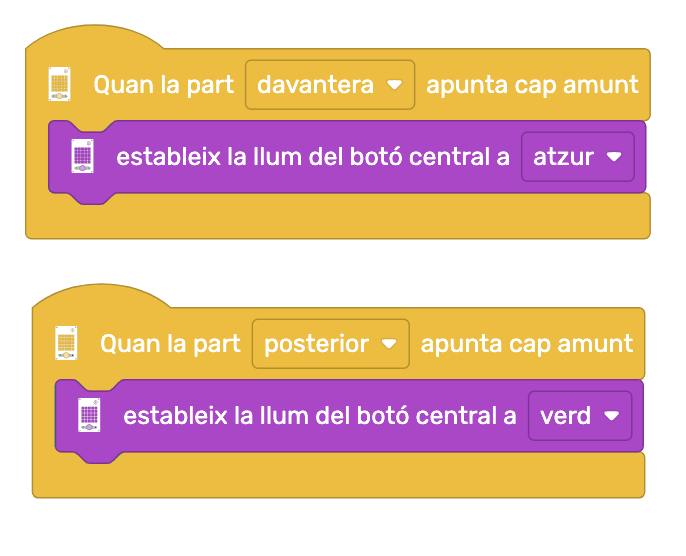 Quan la part davantera apunta cap amunt
estableix la llum del botó central a atzur
Quan la part posterior apunta cap amunt
estableix la llum del botó central a verd